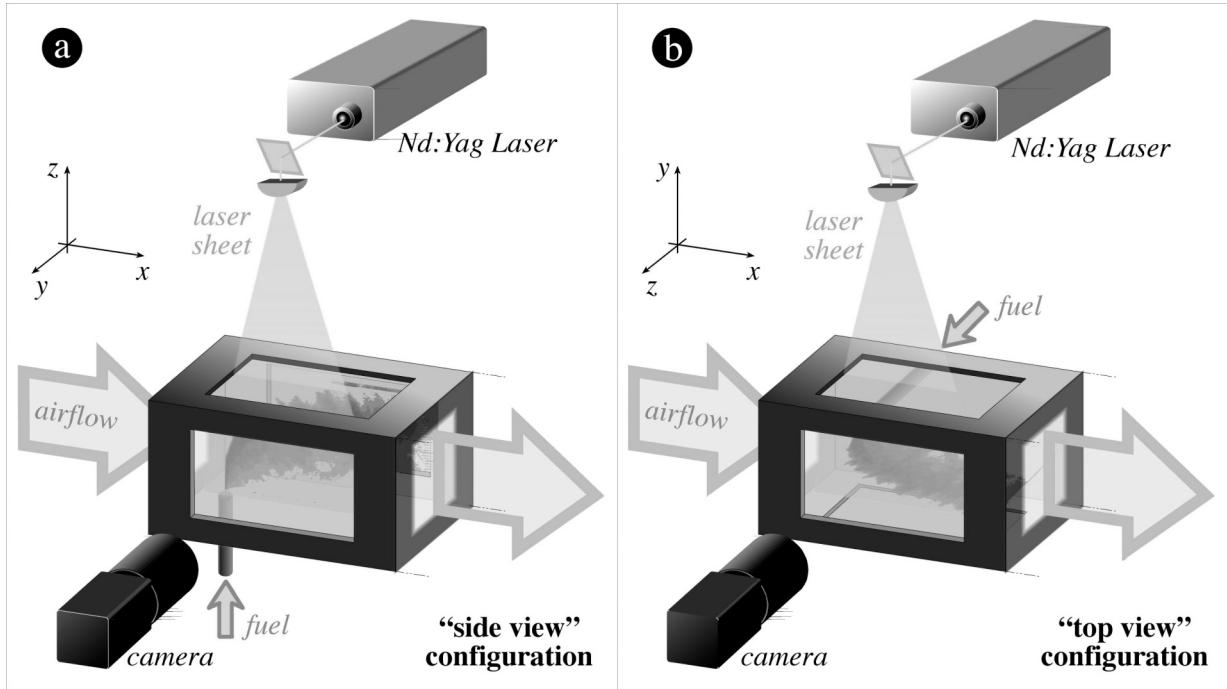 a
Nd:Yag Laser
z
x
y
laser
sheet
airflow
fuel
camera
“side view”
configuration
b
Nd:Yag Laser
y
x
z
laser
sheet
fuel
airflow
camera
“top view”
configuration